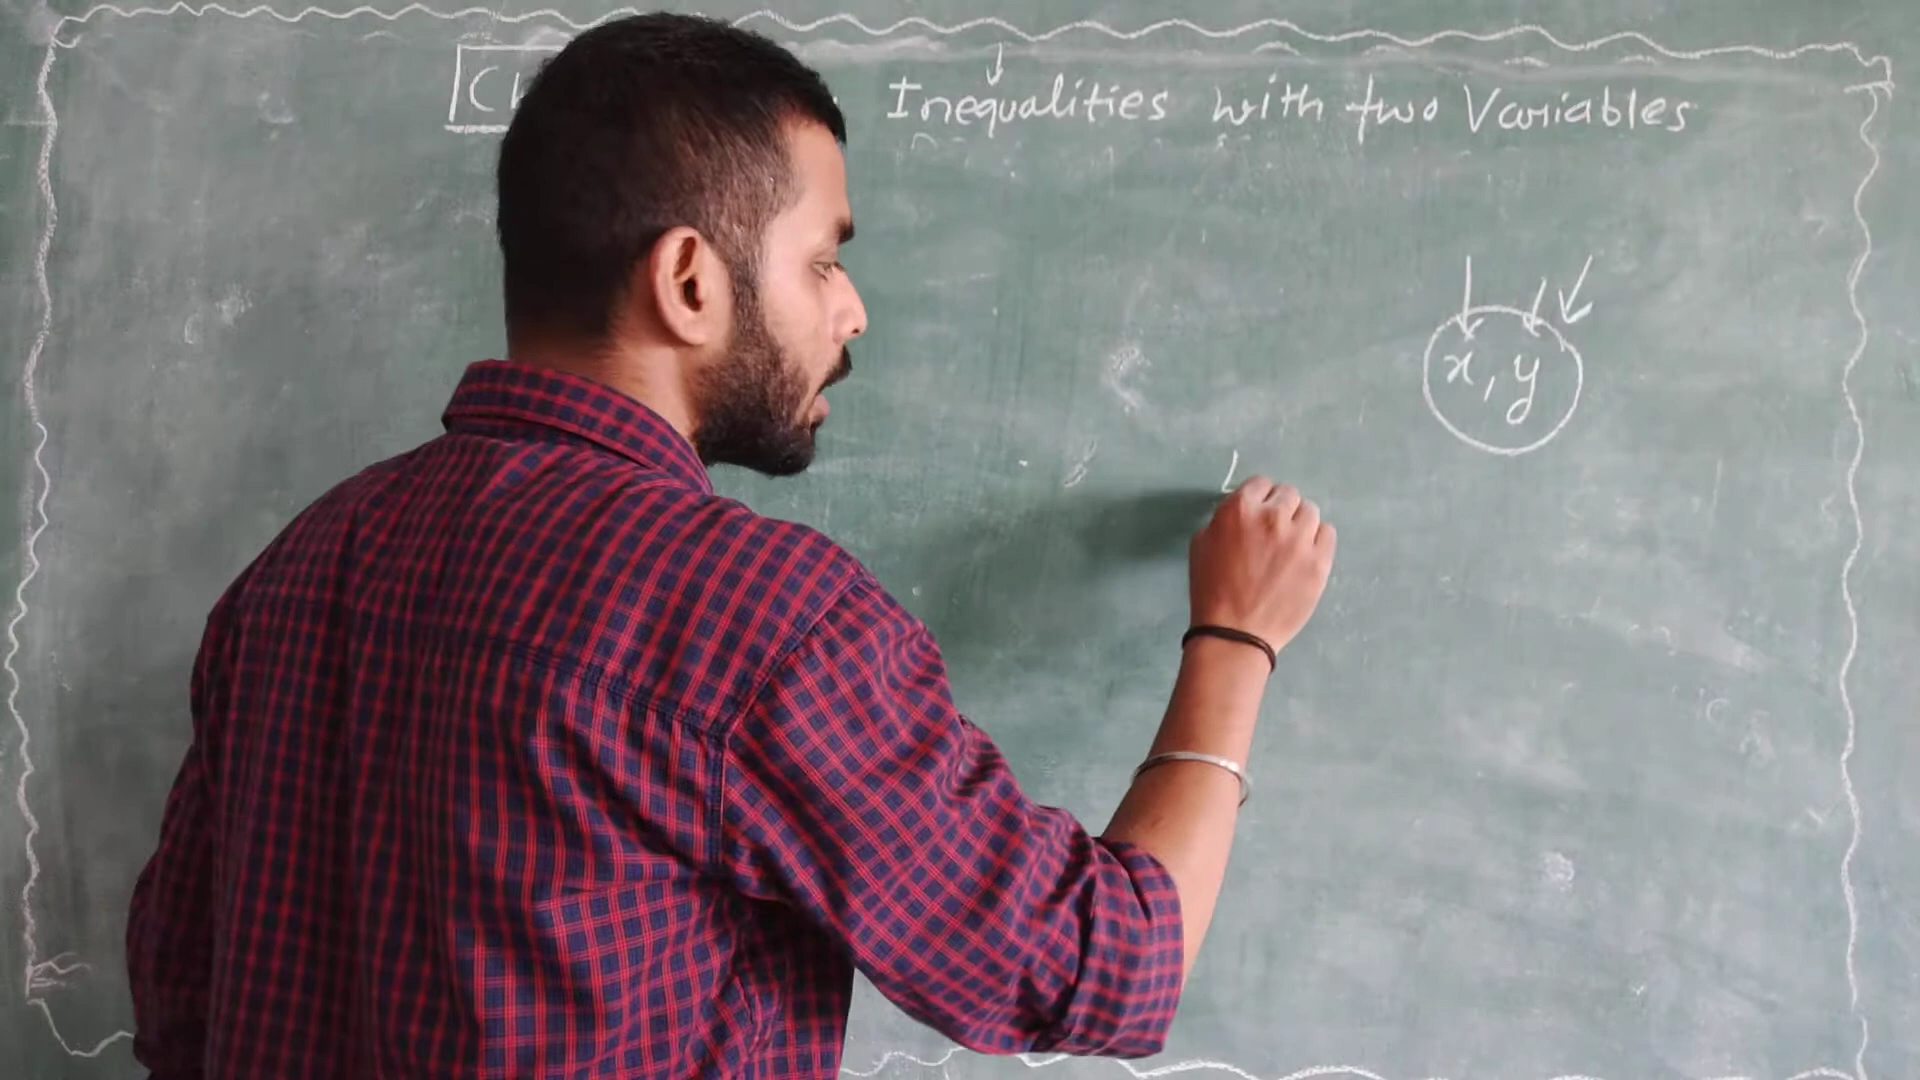 Inequalities with two Variables
x, y